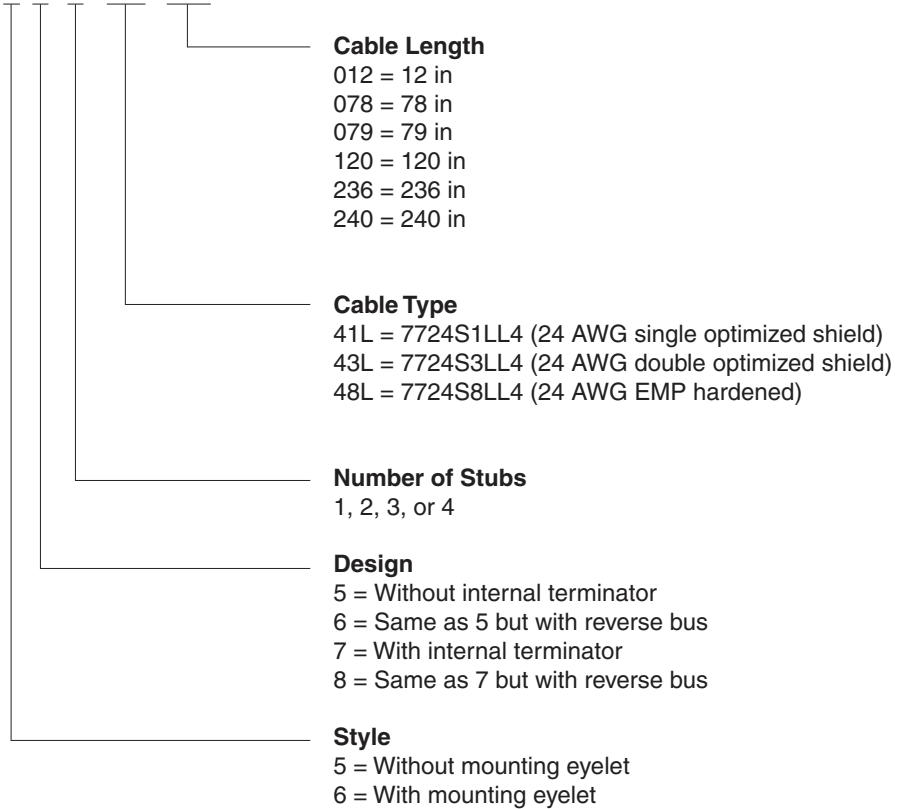 Cable Length
012 = 12 in
078 = 78 in
079 = 79 in
120 = 120 in
236 = 236 in
240 = 240 in
Cable Type
41L = 7724S1LL4 (24 AWG single optimized shield)
43L = 7724S3LL4 (24 AWG double optimized shield)
48L = 7724S8LL4 (24 AWG EMP hardened)
Number of Stubs
1, 2, 3, or 4
Design
5 = Without internal terminator
6 = Same as 5 but with reverse bus
7 = With internal terminator
8 = Same as 7 but with reverse bus
Style
5 = Without mounting eyelet
6 = With mounting eyelet